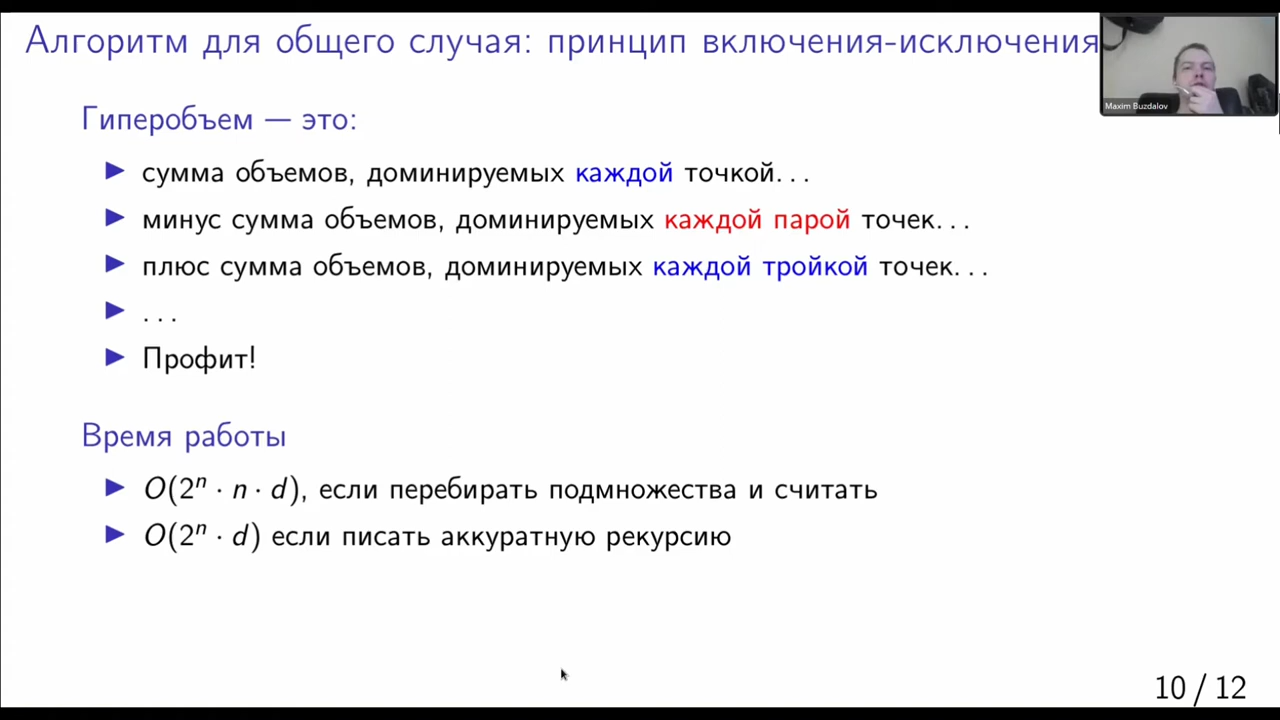 Алгоритм для общего случая: принцип включения-исключения
Maxim Buzdalov
Гиперобъем — это:
▶ сумма объемов, доминируемых каждой точкой. . .
▶ минус сумма объемов, доминируемых каждой парой точек. . .
▶ плюс сумма объемов, доминируемых каждой тройкой точек. . .
▶ . . .
▶ Профит!
Время работы
▶ O(2ⁿ · n · d), если перебирать подмножества и считать
▶ O(2ⁿ · d) если писать аккуратную рекурсию
10 / 12